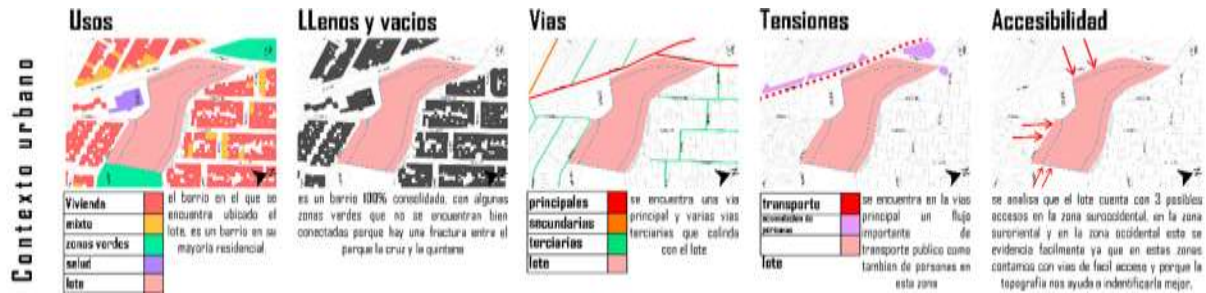 Contexto urbano
Usos
Vivienda
mixto
zonas verdes
salud
lote
el barrio en el que se
encuentra ubicado el
lote, es un barrio en su
mayoría residencial.
LLenos y vacios
es un barrio 100% consolidado, con algunas
zonas verdes que no se encuentran bien
conectadas porque hay una fractura entre el
parque la cruz y la quintana
Vias
principales
secundarias
terciarias
lote
se encuentra una via
principal y varias vias
terciarias que colinda
con el lote
Tensiones
transporte
personas
lote
se encuentra en la vias
principal un flujo
importante de
transporte publico como
tambien de personas en
esta zona
Accesibilidad
se analisa que el lote cuenta con 3 posibles
accesos en la zona suroccidental, en la zona
suroriental y en la zona occidental esto se
evidencia facilmente ya que en estas zonas
contamos con vias de facil acceso y porque la
topografia nos ayuda a indentificarla mejor.